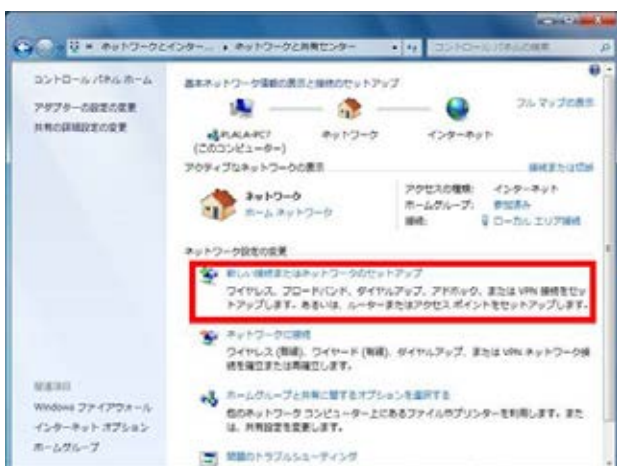 ネットワークとインター... ▸ ネットワークと共有センター
コントロール パネルの検索
コントロール パネル ホーム
アダプターの設定の変更
共有の詳細設定の変更
基本ネットワーク情報の表示と接続のセットアップ
フル マップの表示
PLALA-PC7
(このコンピューター)
ネットワーク
インターネット
アクティブなネットワークの表示
接続または切断
ネットワーク
ホーム ネットワーク
アクセスの種類: インターネット
ホームグループ: 参加済み
接続: ローカル エリア接続
ネットワーク設定の変更
新しい接続またはネットワークのセットアップ
ワイヤレス、ブロードバンド、ダイヤルアップ、アドホック、または VPN 接続をセッ
トアップします。あるいは、ルーターまたはアクセス ポイントをセットアップします。
ネットワークに接続
ワイヤレス (無線)、ワイヤード (有線)、ダイヤルアップ、または VPN ネットワーク接
続を確立または再確立します。
ホームグループと共有に関するオプションを選択する
他のネットワーク コンピューター上にあるファイルやプリンターを利用します。また
は、共有設定を変更します。
問題のトラブルシューティング
関連項目
Windows ファイアウォール
インターネット オプション
ホームグループ